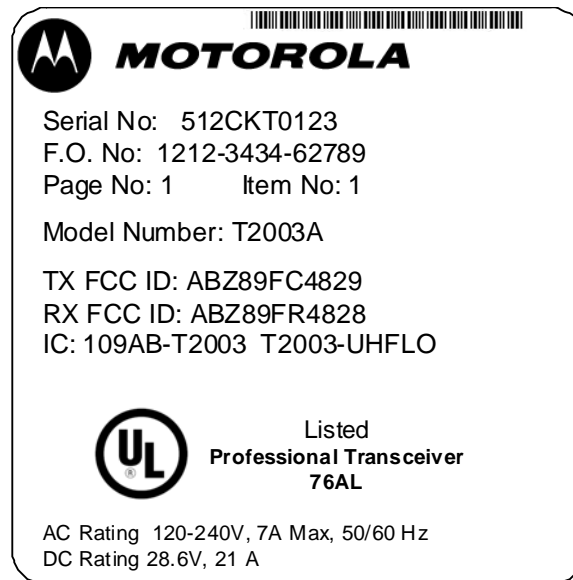 MOTOROLA
Serial No: 512CKT0123
F.O. No: 1212-3434-62789
Page No: 1 Item No: 1
Model Number: T2003A
TX FCC ID: ABZ89FC4829
RX FCC ID: ABZ89FR4828
IC: 109AB-T2003 T2003-UHFLO
UL
®
Listed
Professional Transceiver
76AL
AC Rating 120-240V, 7A Max, 50/60 Hz
DC Rating 28.6V, 21 A